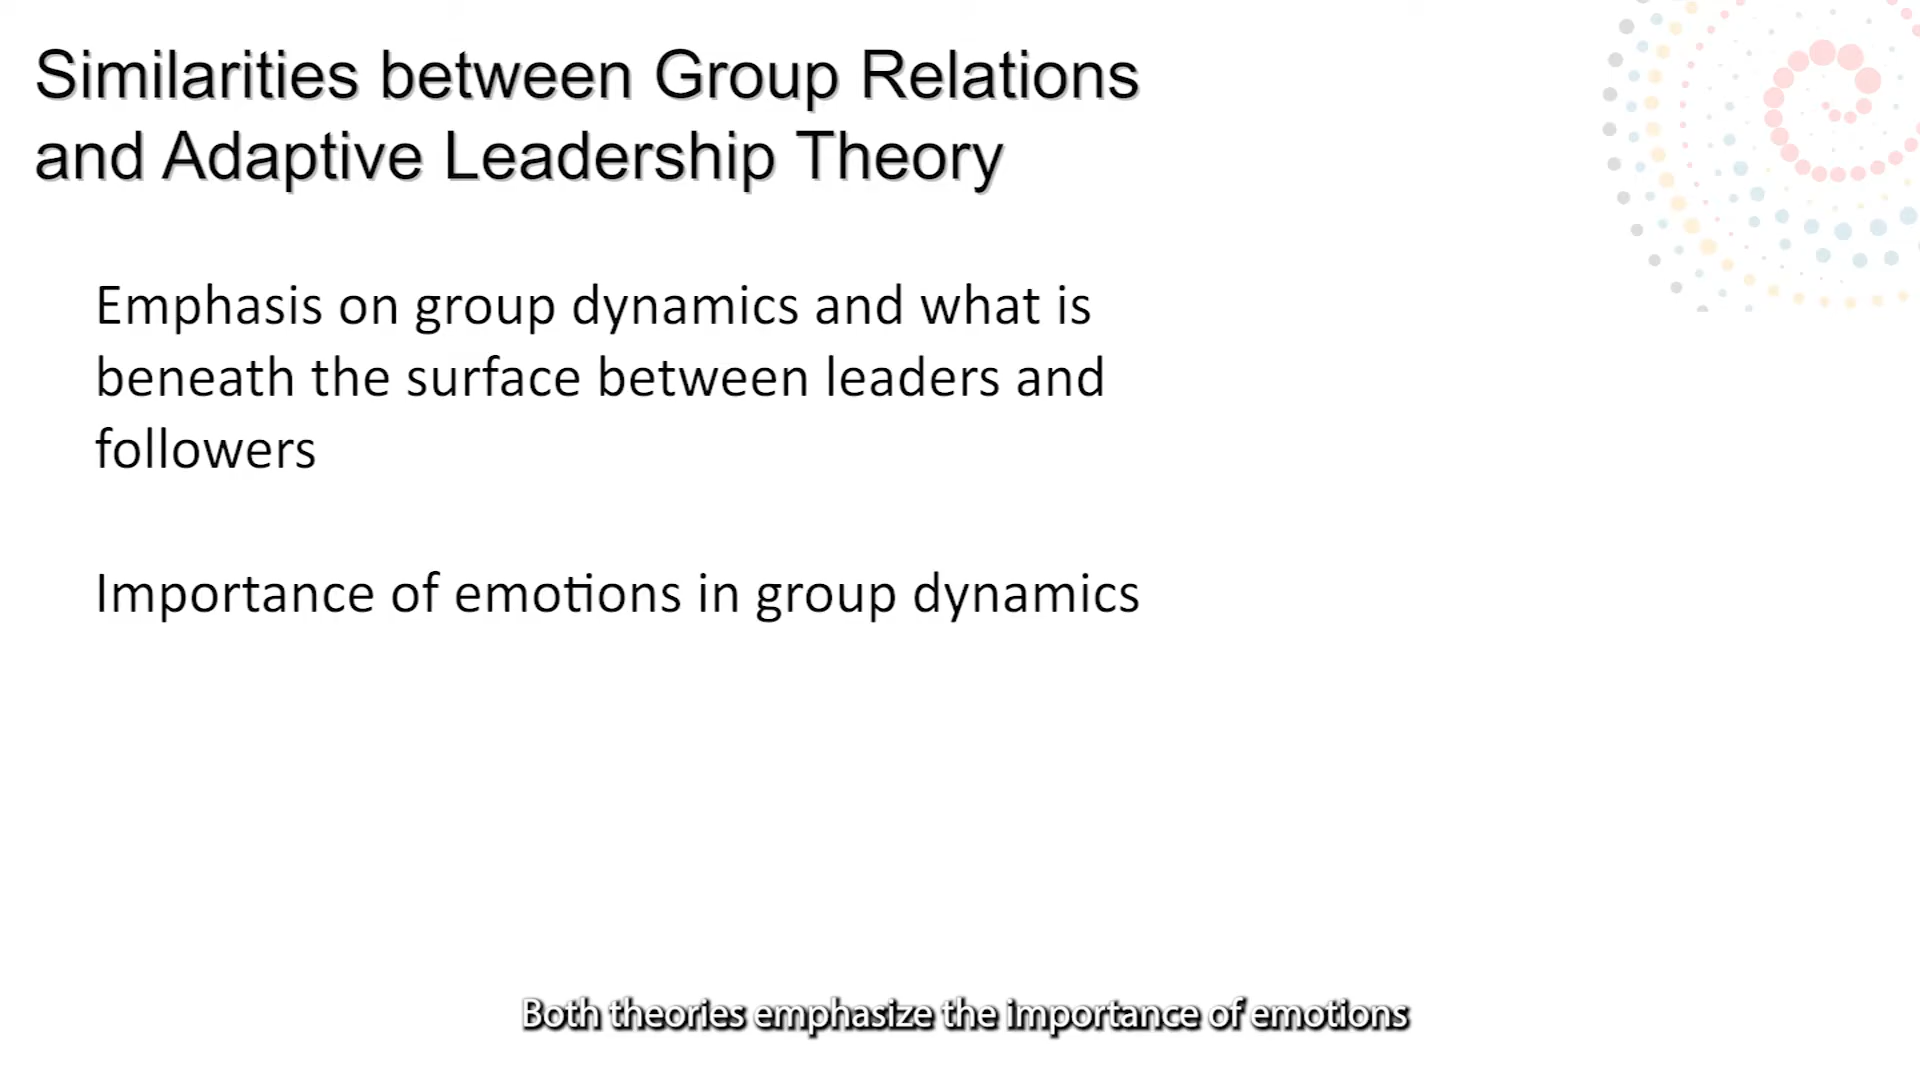 Similarities between Group Relations
and Adaptive Leadership Theory
Emphasis on group dynamics and what is
beneath the surface between leaders and
followers
Importance of emotions in group dynamics
Both theories emphasize the importance of emotions